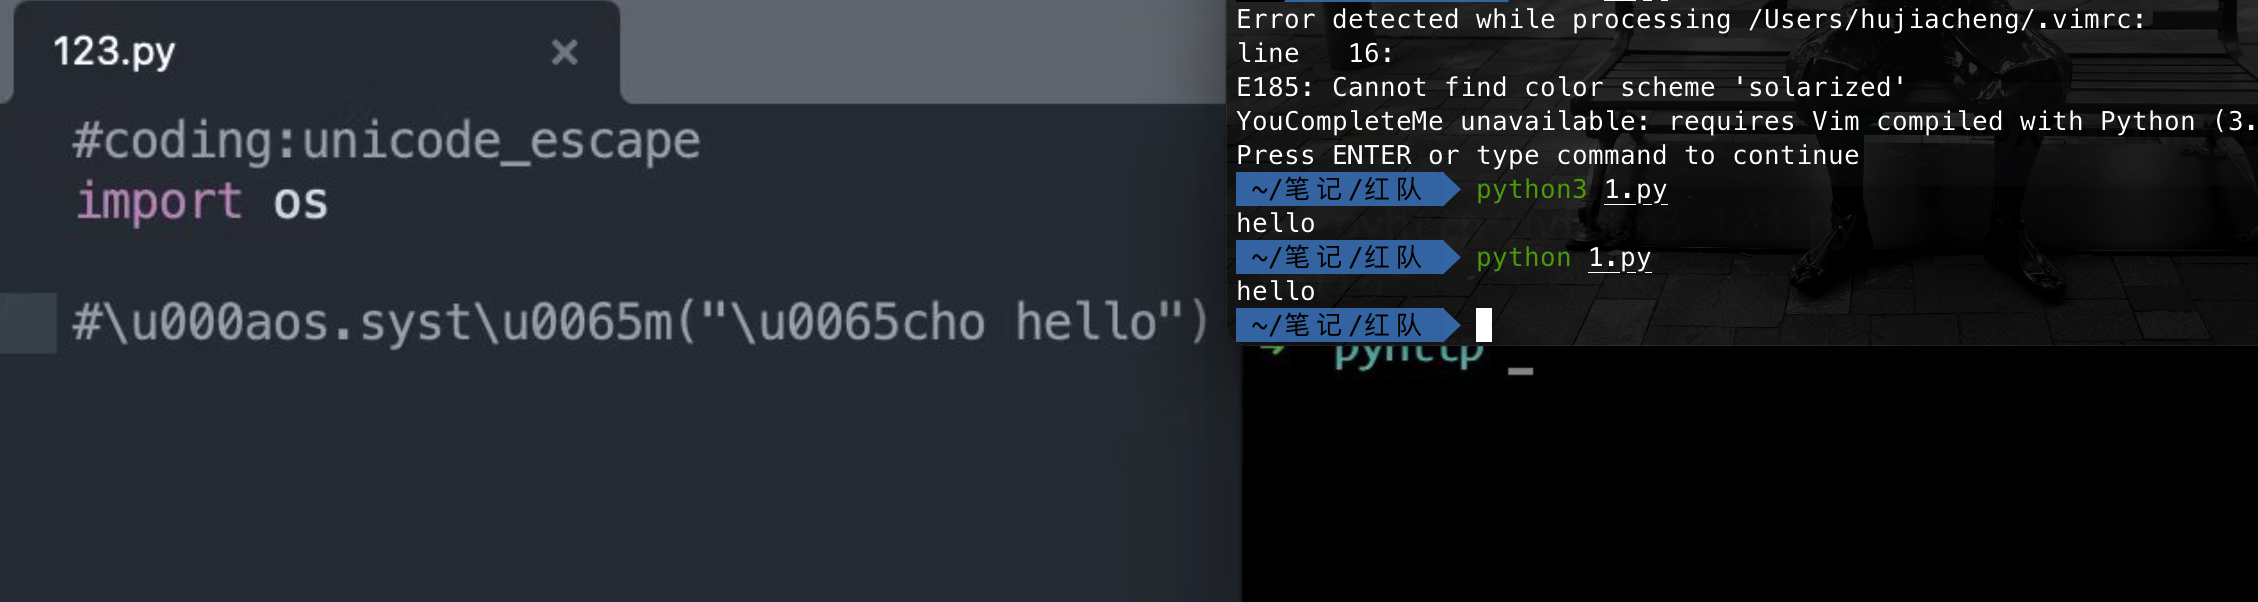 123.py
#coding:unicode_escape
import os
#\u000aos.syst\u0065m("\u0065cho hello")
Error detected while processing /Users/hujiacheng/.vimrc:
line   16:
E185: Cannot find color scheme 'solarized'
YouCompleteMe unavailable: requires Vim compiled with Python (3.
Press ENTER or type command to continue
~/笔记/红队 python3 1.py
hello
~/笔记/红队 python 1.py
hello
~/笔记/红队
pyhttp _